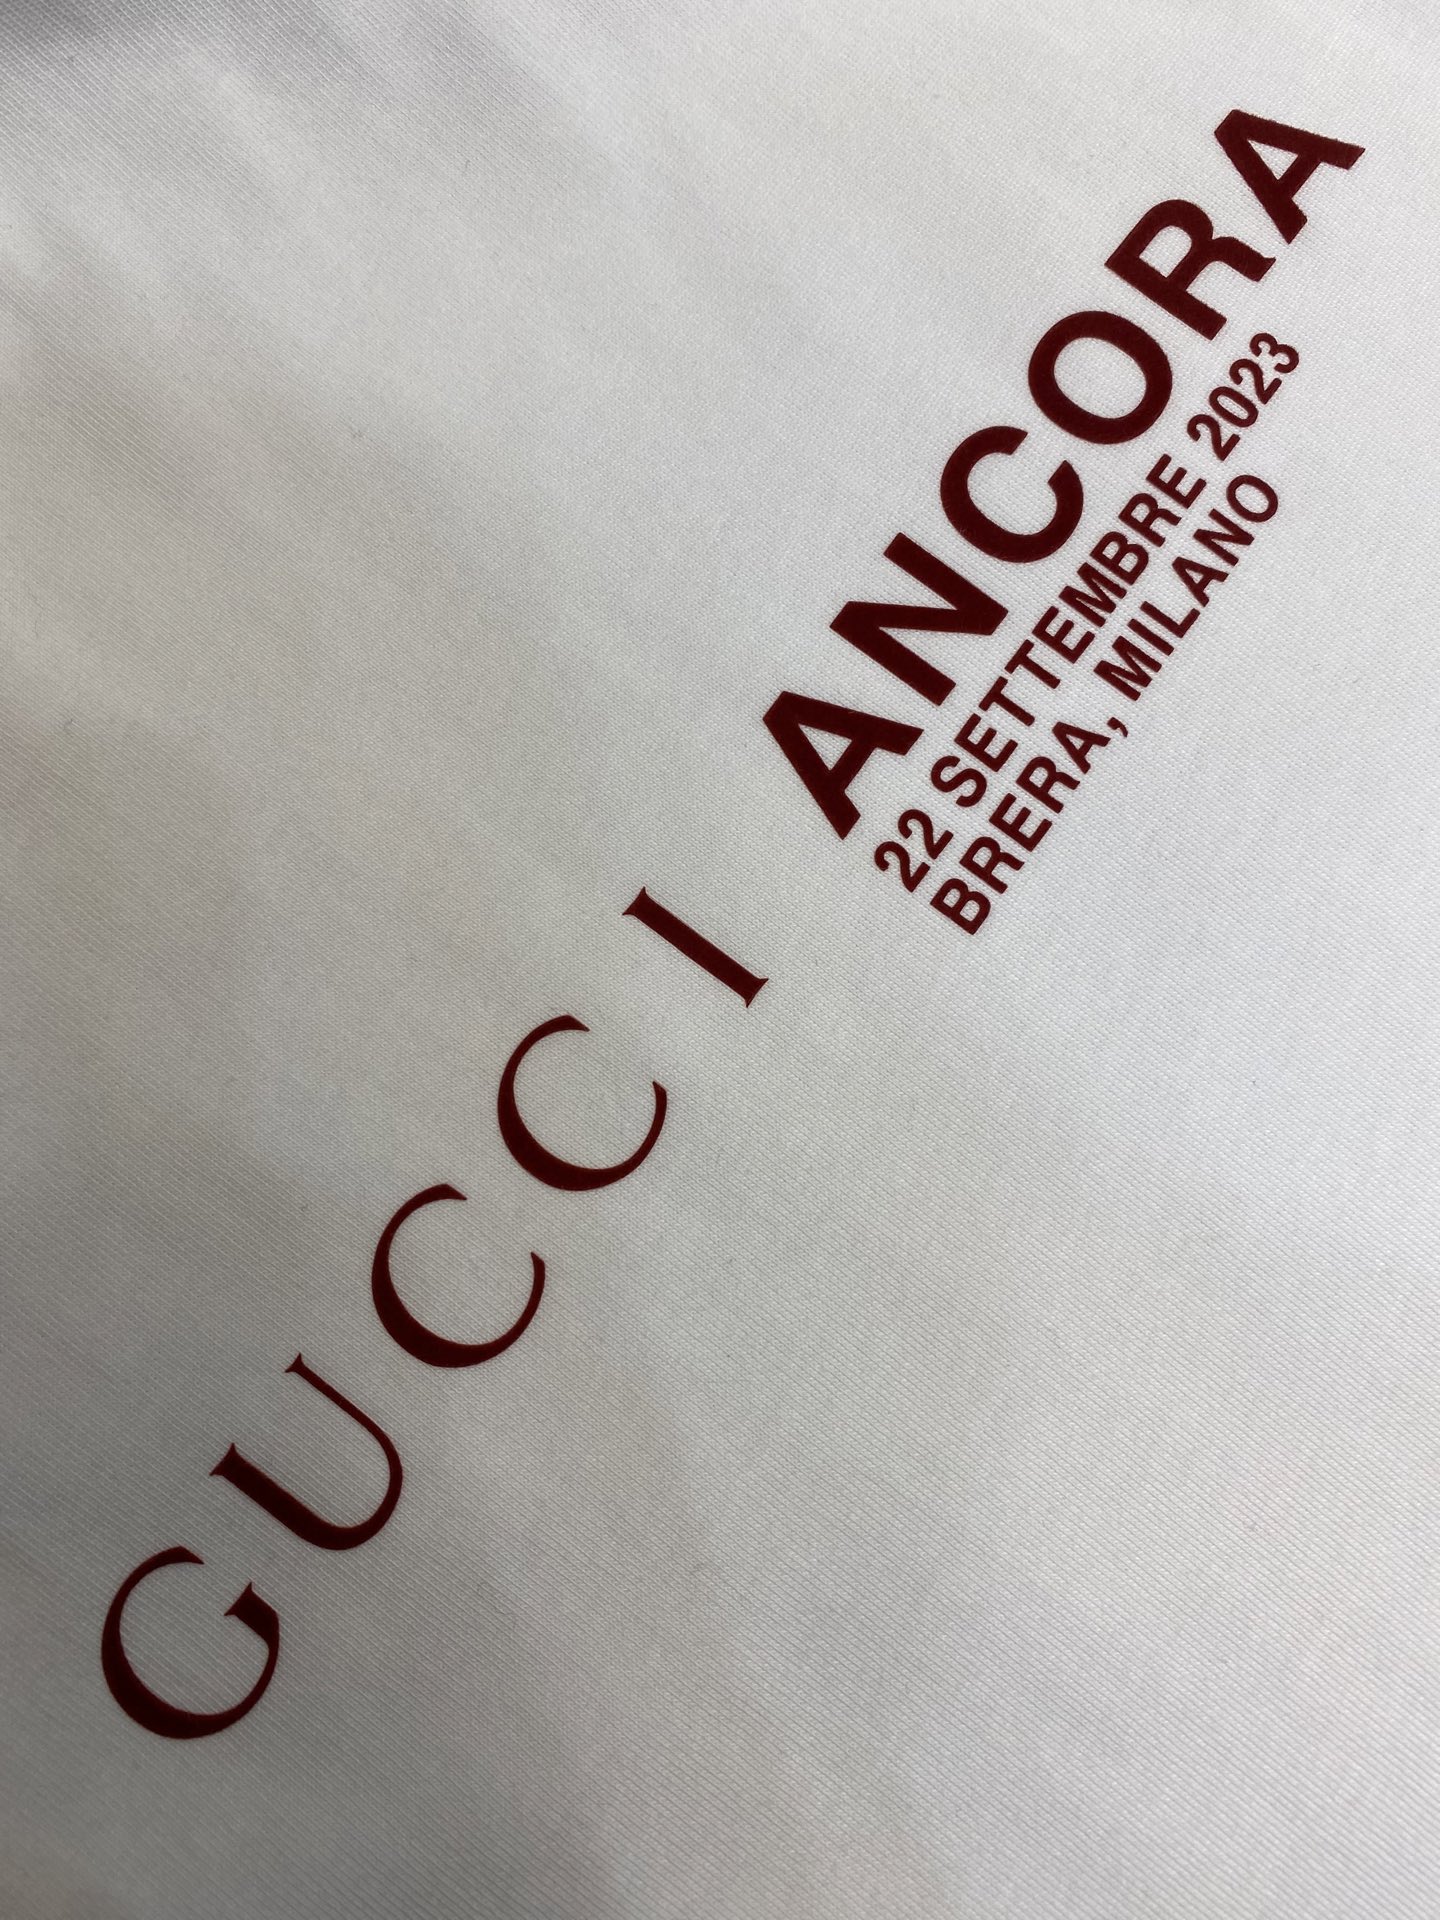 GUCCI
ANCORA
22 SETTEMBRE 2023
BRERA, MILANO